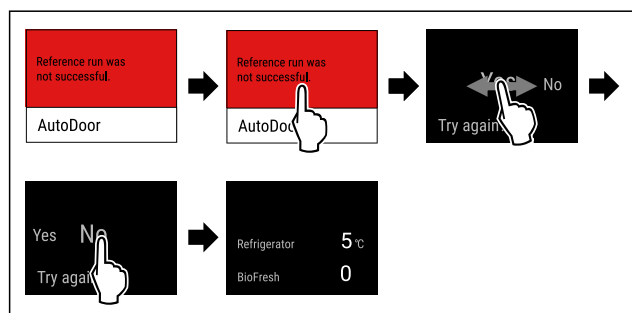 Reference run was
not successful.
AutoDoor
Reference run was
not successful.
No
Try again
Yes
No
Try
Refrigerator 5 °C
BioFresh 0